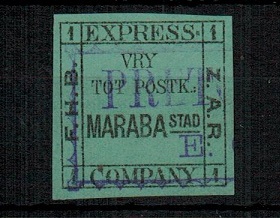 1 EXPRESS 1
F.H.B.
VRY
TOT POSTK.:
MARABA STAD
Z.A.R.
E.
1 COMPANY 1